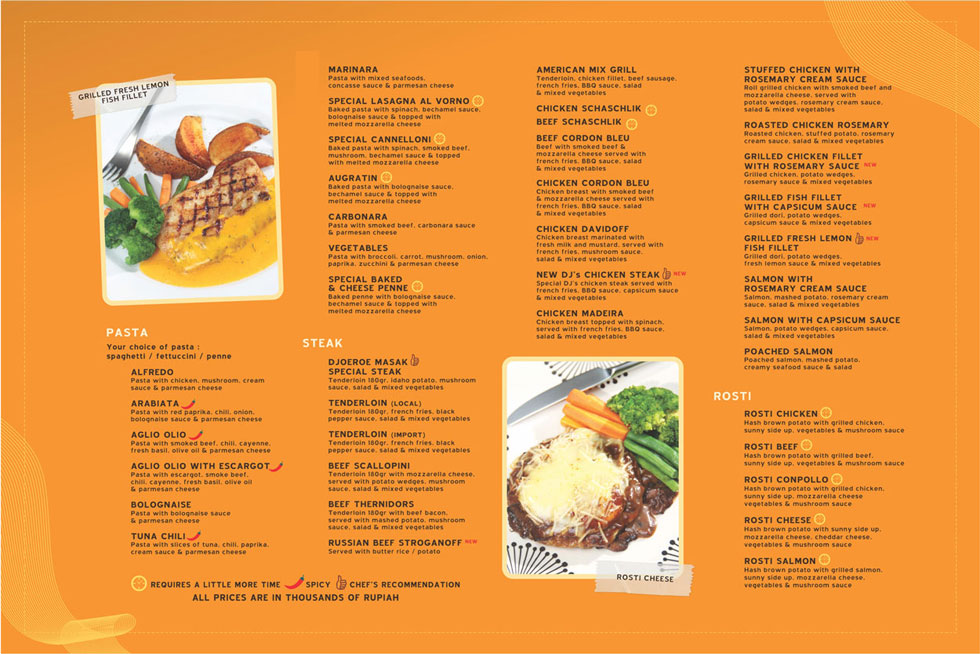 GRILLED FRESH LEMON
FISH FILLET
PASTA
Your choice of pasta :
spaghetti / fettuccini / penne
ALFREDO
Pasta with chicken, mushroom, cream
sauce & parmesan cheese
ARABIATA
Pasta with red paprika, chili, onion,
bolognaise sauce & parmesan cheese
AGLIO OLIO
Pasta with smoked beef, chili, cayenne,
fresh basil, olive oil & parmesan cheese
AGLIO OLIO WITH ESCARGOT
Pasta with escargot, smoke beef,
chili, cayenne, fresh basil, olive oil
& parmesan cheese
BOLOGNAISE
Pasta with bolognaise sauce
& parmesan cheese
TUNA CHILI
Pasta with slices of tuna, chili, paprika,
cream sauce & parmesan cheese
MARINARA
Pasta with mixed seafoods,
concasse sauce & parmesan cheese
SPECIAL LASAGNA AL VORNO
Baked pasta with spinach, bechamel sauce,
bolognaise sauce & topped with
melted mozzarella cheese
SPECIAL CANNELLONI
Baked pasta with spinach, smoked beef,
mushroom, bechamel sauce & topped
with melted mozzarella cheese
AUGRATIN
Baked pasta with bolognaise sauce,
bechamel sauce & topped with
melted mozzarella cheese
CARBONARA
Pasta with smoked beef, carbonara sauce
& parmesan cheese
VEGETABLES
Pasta with broccoli, carrot, mushroom, onion,
paprika, zucchini & parmesan cheese
SPECIAL BAKED
& CHEESE PENNE
Baked penne with bolognaise sauce,
bechamel sauce & topped with
melted mozzarella cheese
STEAK
DJOEROE MASAK
SPECIAL STEAK
Tenderloin 180gr, idaho potato, mushroom
sauce, salad & mixed vegetables
TENDERLOIN (LOCAL)
Tenderloin 180gr, french fries, black
pepper sauce, salad & mixed vegetables
TENDERLOIN (IMPORT)
Tenderloin 180gr, french fries, black
pepper sauce, salad & mixed vegetables
BEEF SCALLOPINI
Tenderloin 180gr with mozzarella cheese,
served with potato wedges, mushroom
sauce, salad & mixed vegetables
BEEF THERNIDORS
Tenderloin 180gr with beef bacon,
served with mashed potato, mushroom
sauce, salad & mixed vegetables
RUSSIAN BEEF STROGANOFF NEW
Served with butter rice / potato
AMERICAN MIX GRILL
Tenderloin, chicken fillet, beef sausage,
french fries, BBQ sauce, salad
& mixed vegetables
CHICKEN SCHASCHLIK
BEEF SCHASCHLIK
BEEF CORDON BLEU
Beef with smoked beef &
mozzarella cheese served with
french fries, BBQ sauce, salad
& mixed vegetables
CHICKEN CORDON BLEU
Chicken breast with smoked beef
& mozzarella cheese served with
french fries, BBQ sauce, salad
& mixed vegetables
CHICKEN DAVIDOFF
Chicken breast marinated with
fresh milk and mustard, served with
french fries, mushroom sauce,
salad & mixed vegetables
NEW DJ's CHICKEN STEAK NEW
Special DJ's chicken steak served with
french fries, BBQ sauce, capsicum sauce
& mixed vegetables
CHICKEN MADEIRA
Chicken breast topped with spinach,
served with french fries, BBQ sauce,
salad & mixed vegetables
ROSTI CHEESE
STUFFED CHICKEN WITH
ROSEMARY CREAM SAUCE
Roll grilled chicken with smoked beef and
mozzarella cheese, served with
potato wedges, rosemary cream sauce,
salad & mixed vegetables
ROASTED CHICKEN ROSEMARY
Roasted chicken, stuffed potato, rosemary
cream sauce, salad & mixed vegetables
GRILLED CHICKEN FILLET
WITH ROSEMARY SAUCE NEW
Grilled chicken, potato wedges,
rosemary sauce & mixed vegetables
GRILLED FISH FILLET
WITH CAPSICUM SAUCE NEW
Grilled dori, potato wedges,
capsicum sauce & mixed vegetables
GRILLED FRESH LEMON NEW
FISH FILLET
Grilled dori, potato wedges,
fresh lemon sauce & mixed vegetables
SALMON WITH
ROSEMARY CREAM SAUCE
Salmon, mashed potato, rosemary cream
sauce, salad & mixed vegetables
SALMON WITH CAPSICUM SAUCE
Salmon, potato wedges, capsicum sauce,
salad & mixed vegetables
POACHED SALMON
Poached salmon, mashed potato,
creamy seafood sauce & salad
ROSTI
ROSTI CHICKEN
Hash brown potato with grilled chicken,
sunny side up, vegetables & mushroom sauce
ROSTI BEEF
Hash brown potato with grilled beef,
sunny side up, vegetables & mushroom sauce
ROSTI CONPOLLO
Hash brown potato with grilled chicken,
sunny side up, mozzarella cheese
vegetables & mushroom sauce
ROSTI CHEESE
Hash brown potato with sunny side up,
mozzarella cheese, cheddar cheese,
vegetables & mushroom sauce
ROSTI SALMON
Hash brown potato with grilled salmon,
sunny side up, mozzarella cheese,
vegetables & mushroom sauce
REQUIRES A LITTLE MORE TIME SPICY CHEF'S RECOMMENDATION
ALL PRICES ARE IN THOUSANDS OF RUPIAH